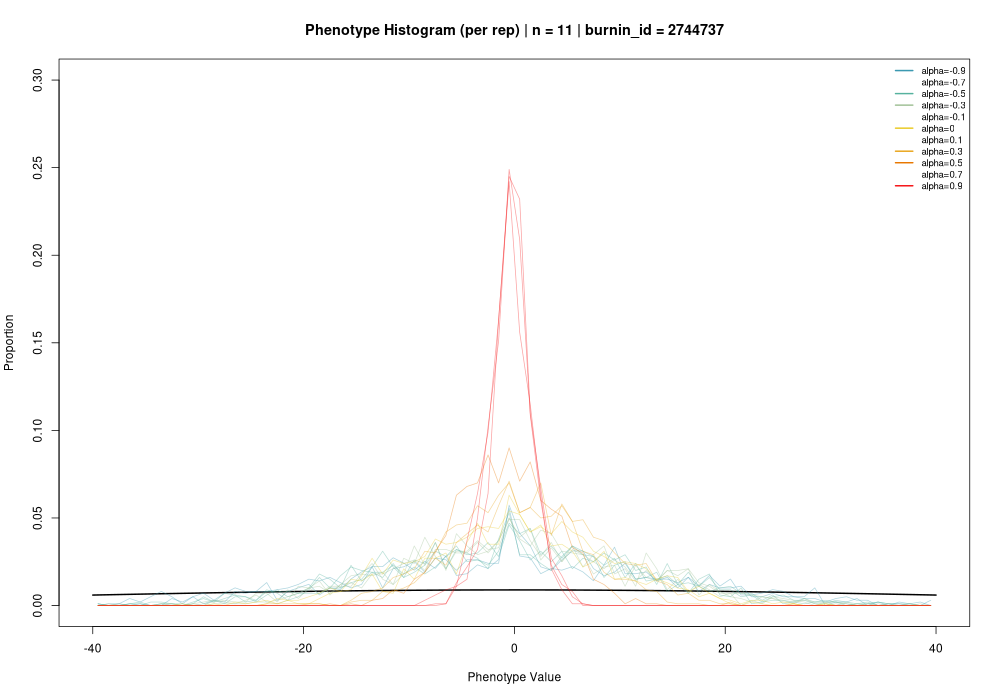 Phenotype Histogram (per rep) | n = 11 | burnin_id = 2744737
alpha=-0.9
alpha=-0.7
alpha=-0.5
alpha=-0.3
alpha=-0.1
alpha=0
alpha=0.1
alpha=0.3
alpha=0.5
alpha=0.7
alpha=0.9
Proportion
0.30
0.25
0.20
0.15
0.10
0.05
0.00
-40
-20
0
20
40
Phenotype Value